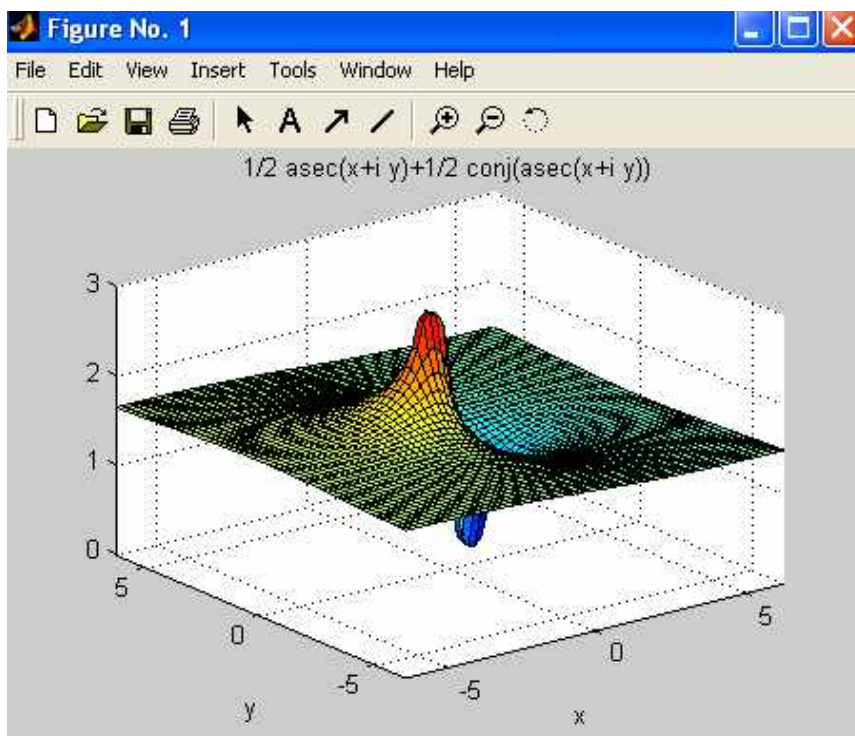 Figure No. 1
File Edit View Insert Tools Window Help
A
1/2 asec(x+i y)+1/2 conj(asec(x+i y))
3
2
1
0
5
0
-5
y
-5
0
5
x